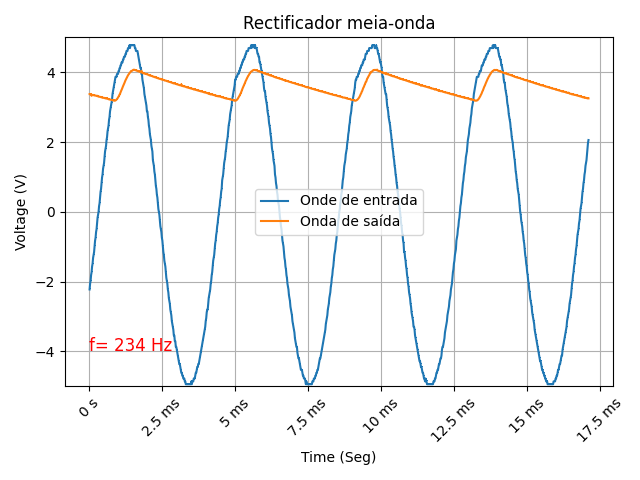 Rectificador meia-onda
Voltage (V)
4
2
0
−2
−4
Onde de entrada
Onda de saída
f= 234 Hz
0 s
2.5 ms
5 ms
7.5 ms
10 ms
12.5 ms
15 ms
17.5 ms
Time (Seg)